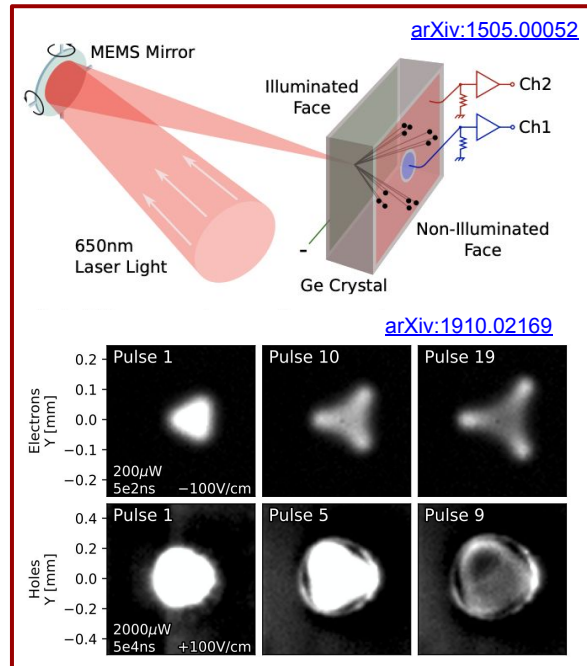 arXiv:1505.00052
MEMS Mirror
Illuminated
Face
Ch2
Ch1
650nm
Laser Light
-
Non-Illuminated
Face
Ge Crystal
arXiv:1910.02169
Electrons
Y [mm]
0.2
0.1
0.0
−0.1
−0.2
Pulse 1
200μW
5e2ns −100V/cm
Pulse 10
Pulse 19
Holes
Y [mm]
0.4
0.2
0.0
−0.2
−0.4
Pulse 1
2000μW
5e4ns +100V/cm
Pulse 5
Pulse 9